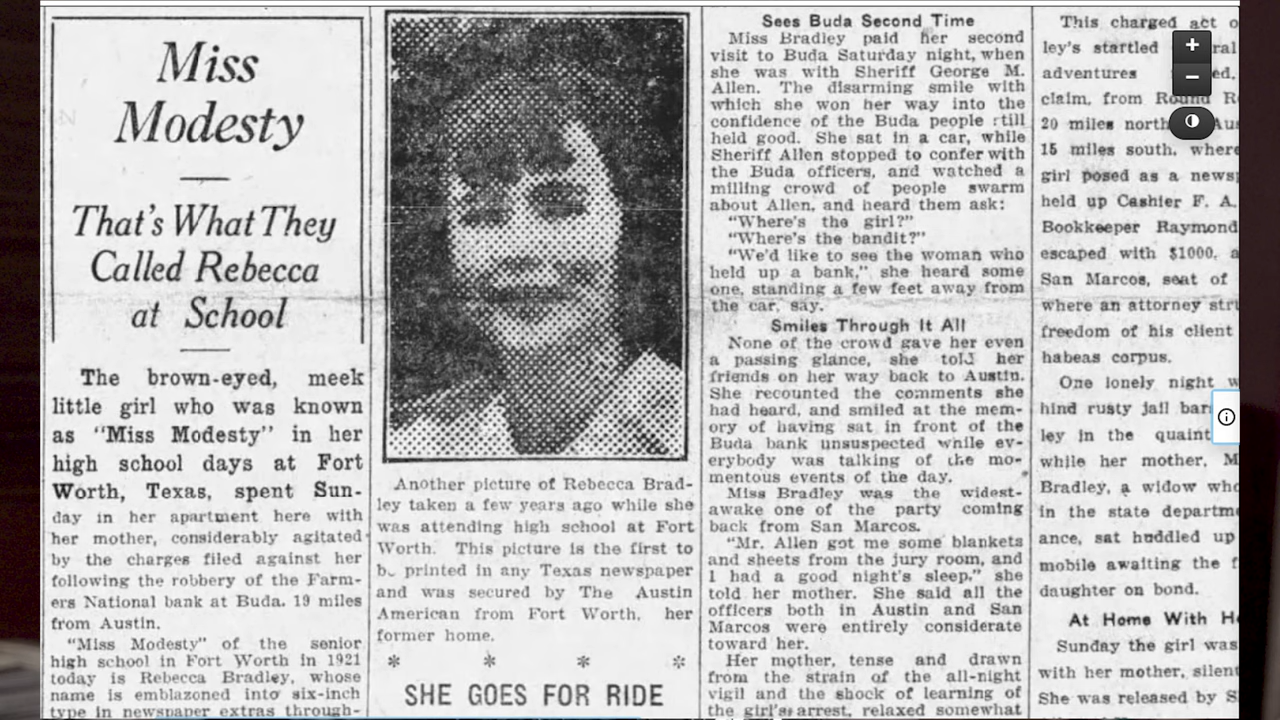 Miss
Modesty
That's What They
Called Rebecca
at School
The brown-eyed, meek
little girl who was known
as "Miss Modesty" in her
high school days at Fort
Worth, Texas, spent Sun-
day in her apartment here with
her mother, considerably agitated
by the charges filed against her
following the robbery of the Farm-
ers National bank at Buda. 19 miles
from Austin.
"Miss Modesty" of the senior
high school in Fort Worth in 1921
today is Rebecca Bradley, whose
name is emblazoned into six-inch
type in newspaper extras through-
Another picture of Rebecca Brad-
ley taken a few years ago while she
was attending high school at Fort
Worth. This picture is the first to
printed in any Texas newspaper
and was secured by The Austin
American from Fort Worth, her
former home.
* * * *
SHE GOES FOR RIDE
Sees Buda Second Time
Miss Bradley paid her second
visit to Buda Saturday night, when
she was with Sheriff George M.
Allen. The disarming smile with
which she won her way into the
confidence of the Buda people still
held good. She sat in a car, while
Sheriff Allen stopped to confer with
the Buda officers, and watched a
milling crowd of people swarm
about Allen, and heard them ask:
"Where's the girl?"
"Where's the bandit?"
"We'd like to see the woman who
held up a bank," she heard some
one, standing a few feet away from
the car, say.
Smiles Through It All
None of the crowd gave her even
a passing glance, she told her
friends on her way back to Austin.
She recounted the comments she
had heard, and smiled at the mem-
ory of having sat in front of the
Buda bank unsuspected while ev-
erybody was talking of the mo-
mentous events of the day.
Miss Bradley was the widest-
awake one of the party coming
back from San Marcos.
"Mr. Allen got me some blankets
and sheets from the jury room, and
I had a good night's sleep," she
told her mother. She said all the
officers both in Austin and San
Marcos were entirely considerate
toward her.
Her mother, tense and drawn
from the strain of the all-night
vigil and the shock of learning of
the girl's arrest, relaxed somewhat
This charged act o
ley's startled
adventures
claim, from Round R
20 miles north
15 miles south, where
girl posed as a news
held up Cashier F. A.
Bookkeeper Raymond
escaped with $1000, a
San Marcos, seat of
where an attorney str
freedom of his client
habeas corpus.
One lonely night w
hind rusty jail bar
ley in the quaint
while her mother, M
Bradley, a widow who
in the state departme
ance, sat huddled up
mobile awaiting the f
daughter on bond.
At Home With H
Sunday the girl was
with her mother, silent
She was released by S